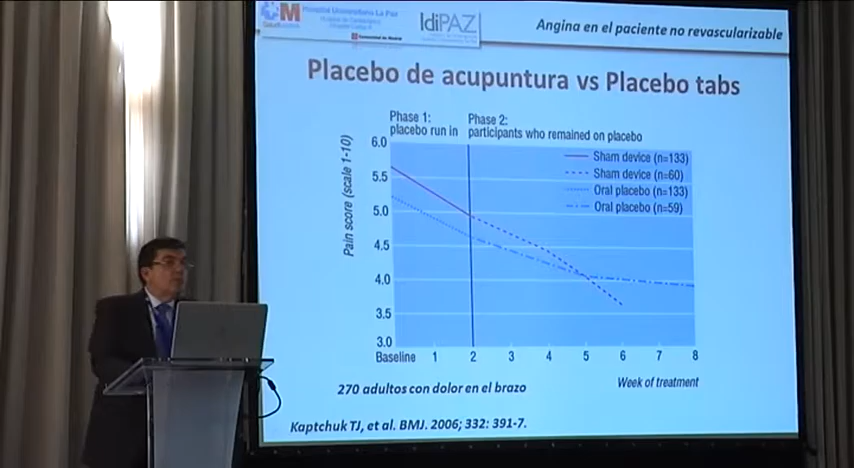 CM
Hospital Universitario La Paz
IdiPAZ
Angina en el paciente no revascularizable
Placebo de acupuntura vs Placebo tabs
Phase 1:
placebo run in
Phase 2:
participants who remained on placebo
Pain score (scale 1-10)
6.0
5.5
5.0
4.5
4.0
3.5
3.0
Sham device (n=133)
Sham device (n=60)
Oral placebo (n=133)
Oral placebo (n=59)
Baseline 1 2 3 4 5 6 7 8
Week of treatment
270 adultos con dolor en el brazo
Kaptchuk TJ, et al. BMJ. 2006; 332: 391-7.